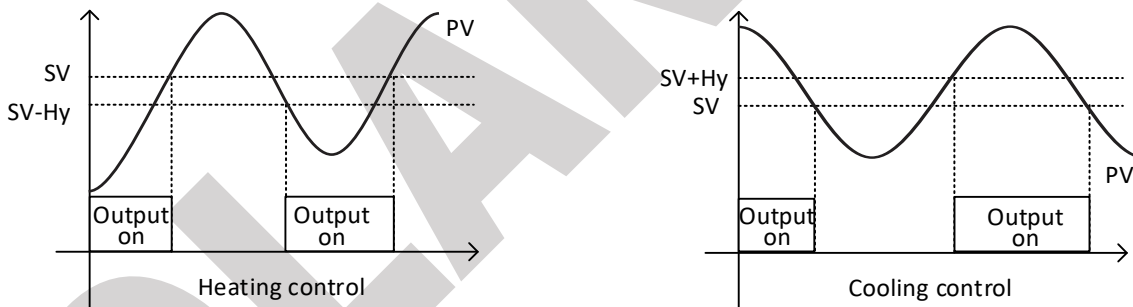 PV
SV
SV-Hy
Output
on
Output
on
Heating control
SV+Hy
SV
PV
Output
on
Output
on
Cooling control